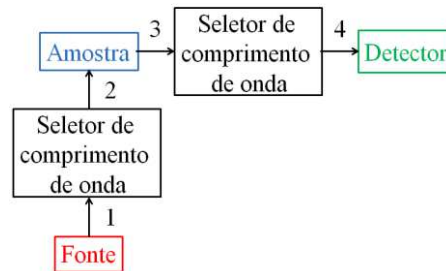 3
Seletor de
comprimento
de onda
4
Amostra
Detector
2
Seletor de
comprimento
de onda
1
Fonte